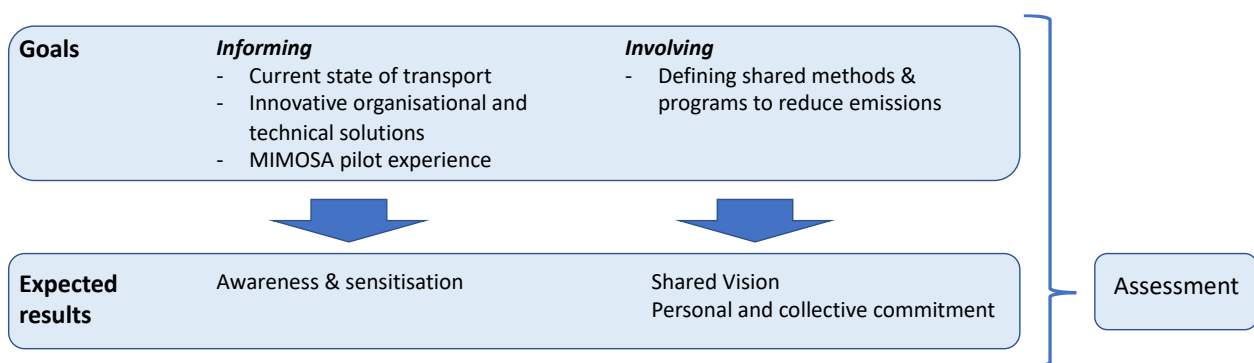 Goals
Informing
- Current state of transport
- Innovative organisational and
technical solutions
- MIMOSA pilot experience
Involving
- Defining shared methods &
programs to reduce emissions
Expected
results
Awareness & sensitisation
Shared Vision
Personal and collective commitment
Assessment